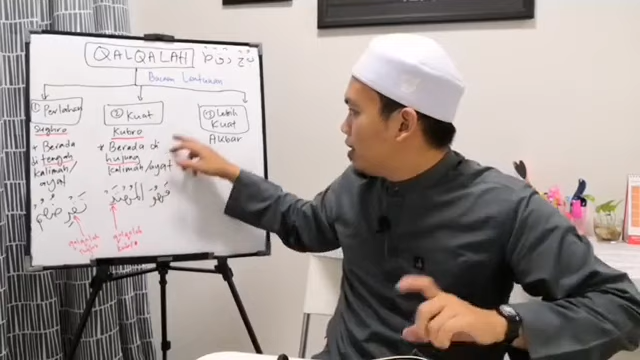 QALQALAH
ب ج د ق ط
Bacaan Lantunan
① Perlahan
② Kuat
③ Lebih
Kuat
Sughro
Kubro
Akbar
* Berada
di tengah
kalimah/
ayat
* Berada di
hujung
kalimah/ayat
qalqalah
sughro
qalqalah
kubro